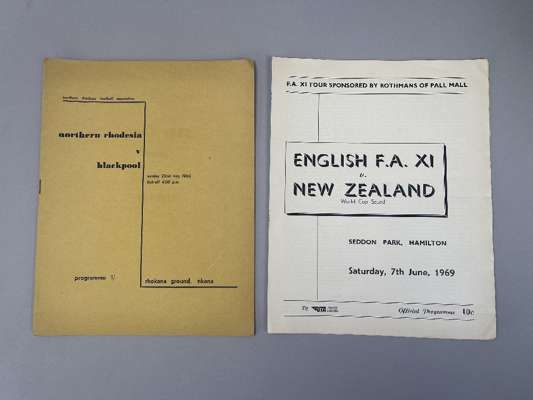 northern rhodesia football association
northern rhodesia
v
blackpool
kick-off 4.00 p.m.
programme 1/-
rhokana ground, nkana
F.A. XI TOUR SPONSORED BY ROTHMANS OF PALL MALL
ENGLISH F.A. XI
v.
NEW ZEALAND
World Cup Squad
SEDDON PARK, HAMILTON
Saturday, 7th June, 1969
Official Programme 10c